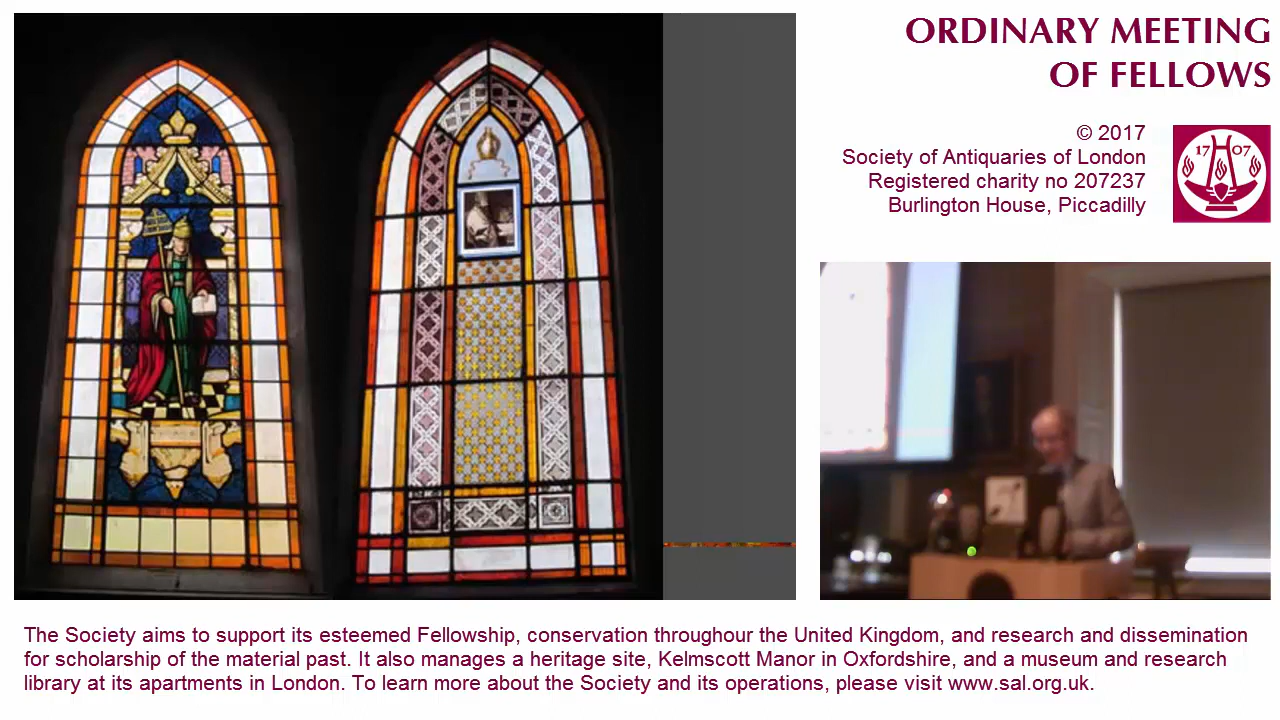 ORDINARY MEETING
OF FELLOWS
© 2017
Society of Antiquaries of London
Registered charity no 207237
Burlington House, Piccadilly
17 07
The Society aims to support its esteemed Fellowship, conservation throughour the United Kingdom, and research and dissemination
for scholarship of the material past. It also manages a heritage site, Kelmscott Manor in Oxfordshire, and a museum and research
library at its apartments in London. To learn more about the Society and its operations, please visit www.sal.org.uk.